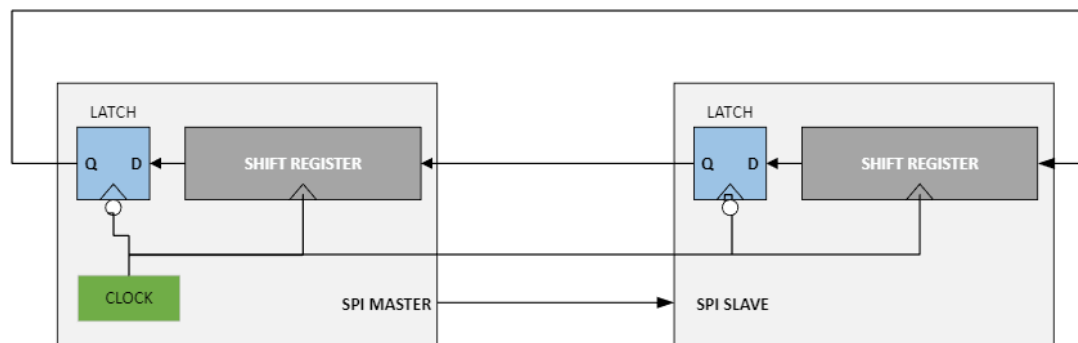 LATCH
Q D
SHIFT REGISTER
CLOCK
SPI MASTER
LATCH
Q D
SHIFT REGISTER
SPI SLAVE